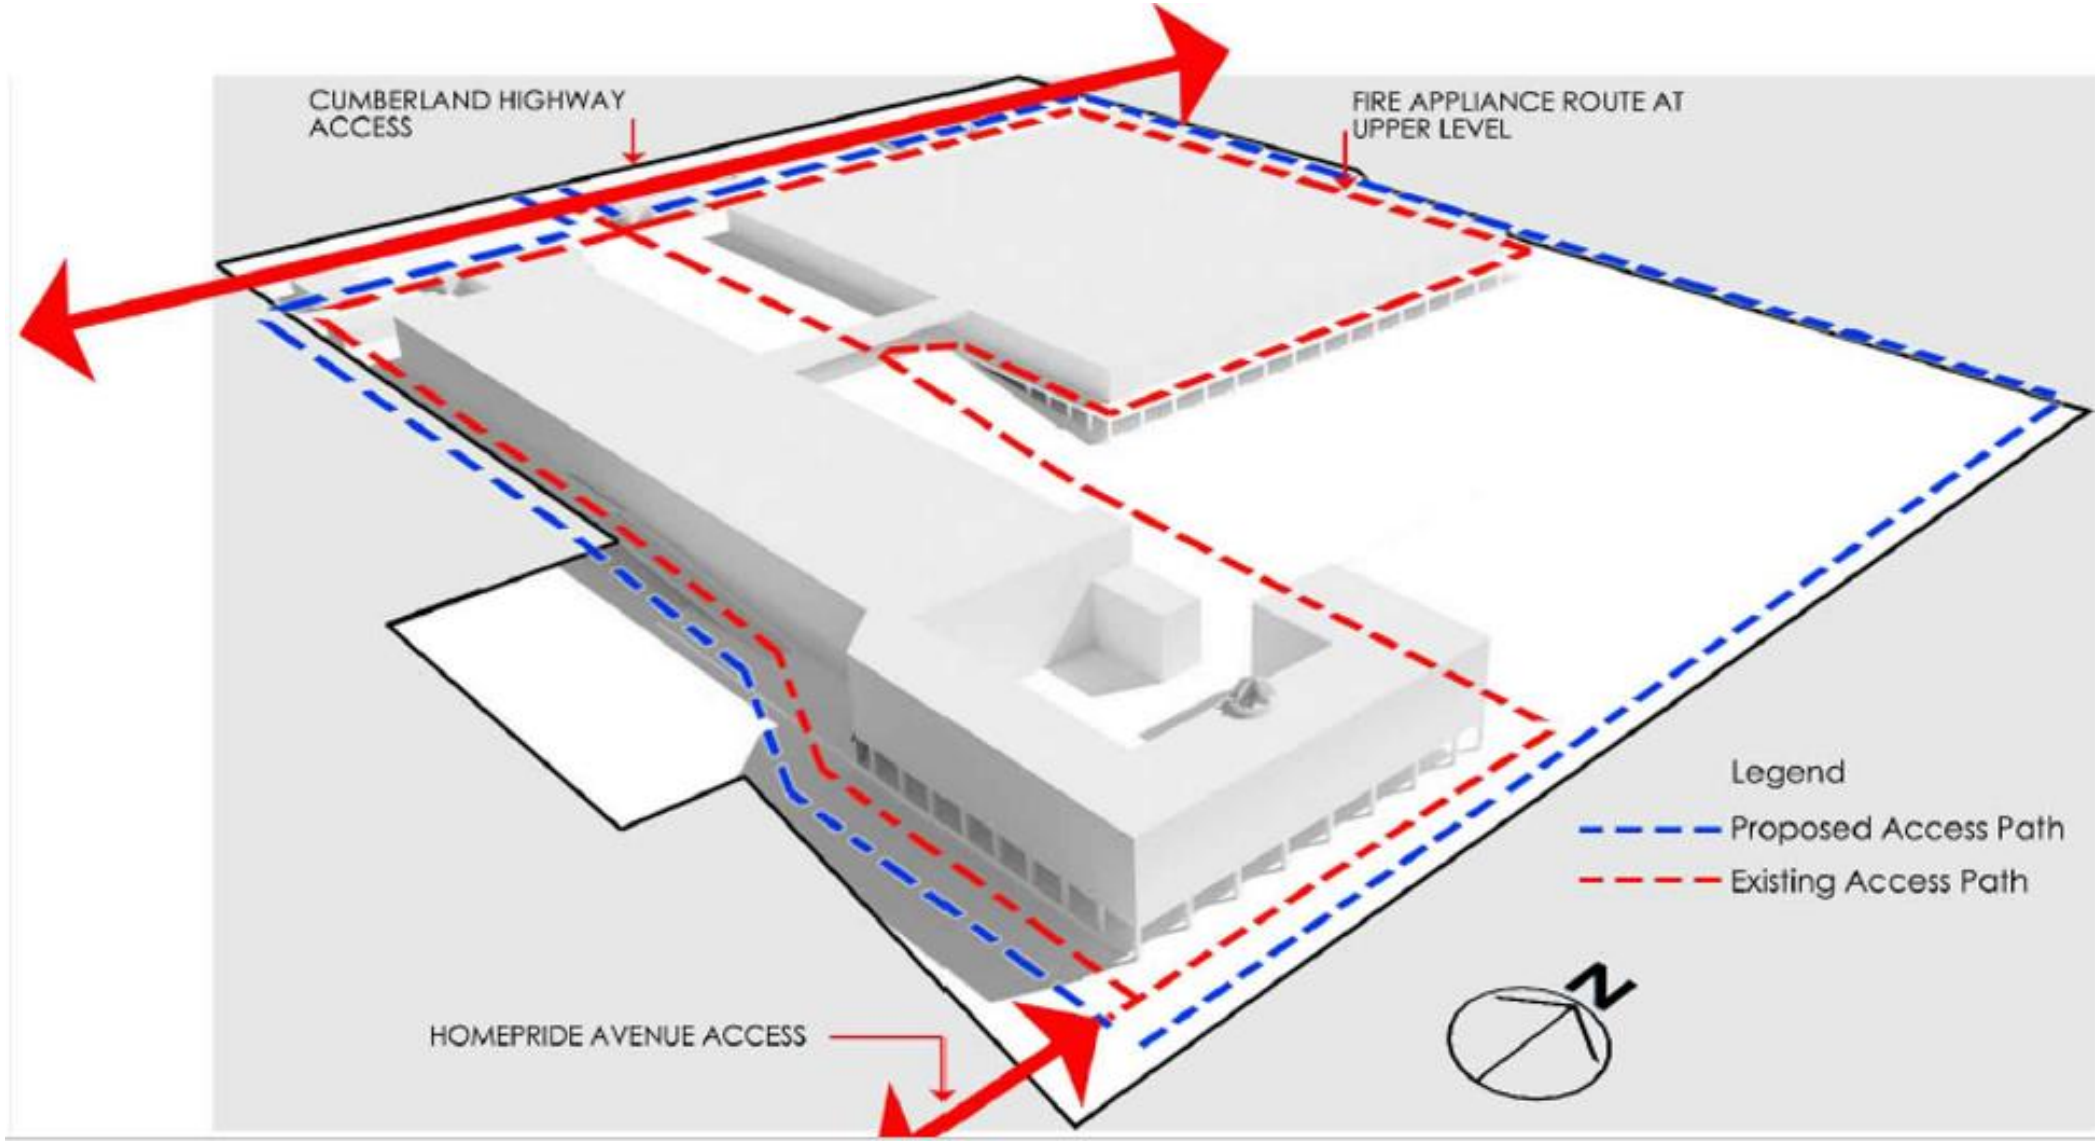 CUMBERLAND HIGHWAY
ACCESS
FIRE APPLIANCE ROUTE AT
UPPER LEVEL
HOMEPRIDE AVENUE ACCESS
Legend
Proposed Access Path
Existing Access Path
N